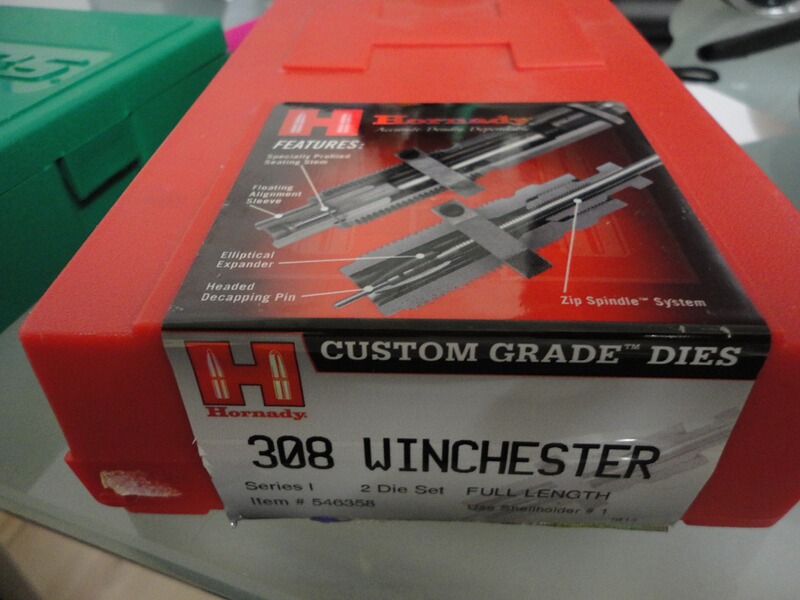 H Hornady
Accurate. Deadly. Dependable.
FEATURES:
Specially Profiled
Seating Stem
Floating
Alignment
Sleeve
Elliptical
Expander
Headed
Decapping Pin
Zip Spindle™ System
H
Hornady
CUSTOM GRADE™ DIES
308 WINCHESTER
Series I 2 Die Set FULL LENGTH
Item # 546358 Use Shellholder # 1